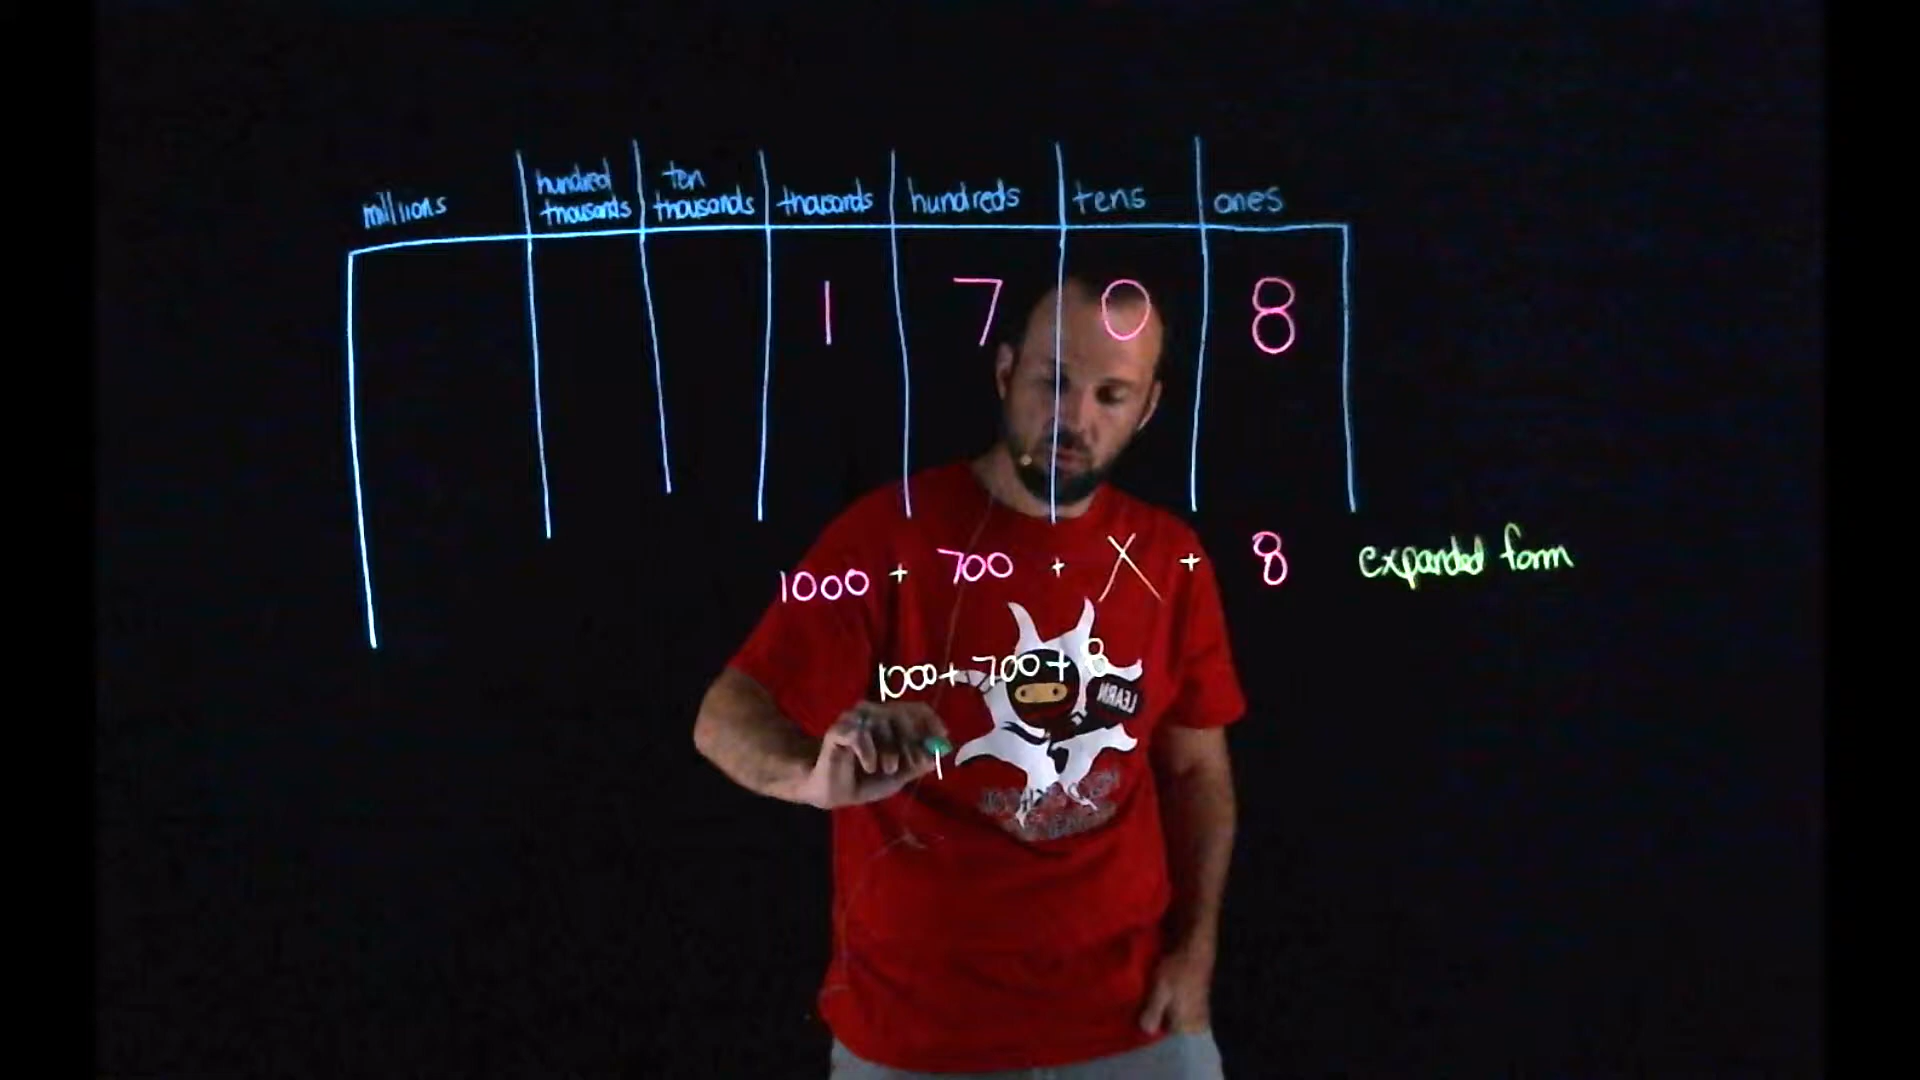 millions hundred thousands ten thousands thousands hundreds tens ones
1 7 0 8
1000 + 700 + X + 8 expanded form
1000 + 700 + 8
1